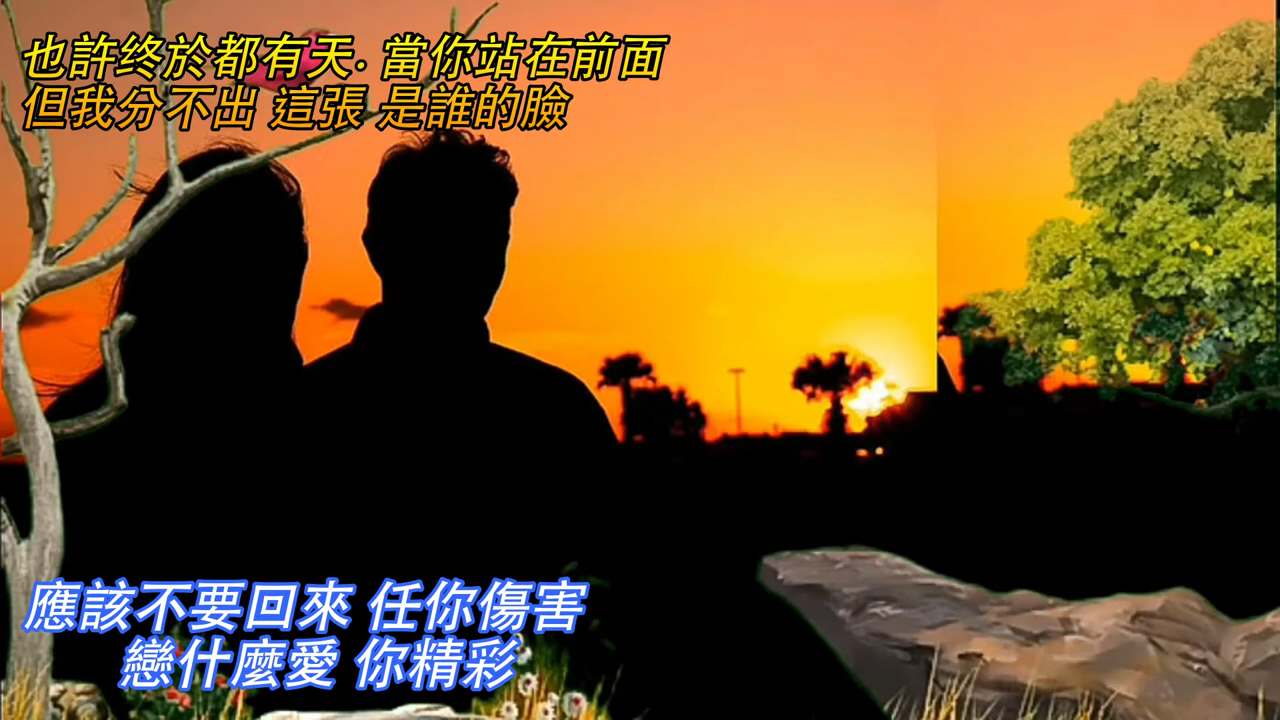 也許终於都有天. 當你站在前面
但我分不出 這張 是誰的臉
應該不要回來 任你傷害
戀什麼愛 你精彩